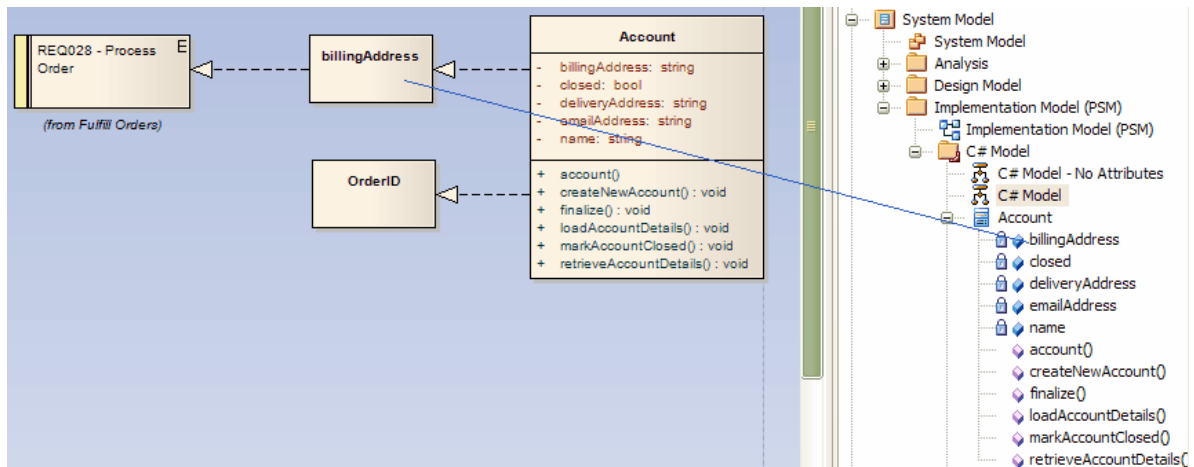 REQ028 - Process
Order
E
(from Fulfill Orders)
billingAddress
OrderID
Account
- billingAddress: string
- closed: bool
- deliveryAddress: string
- emailAddress: string
- name: string
+ account()
+ createNewAccount() : void
+ finalize() : void
+ loadAccountDetails() : void
+ markAccountClosed() : void
+ retrieveAccountDetails() : void
System Model
System Model
Analysis
Design Model
Implementation Model (PSM)
Implementation Model (PSM)
C# Model
C# Model - No Attributes
C# Model
Account
billingAddress
closed
deliveryAddress
emailAddress
name
account()
createNewAccount()
finalize()
loadAccountDetails()
markAccountClosed()
retrieveAccountDetails(